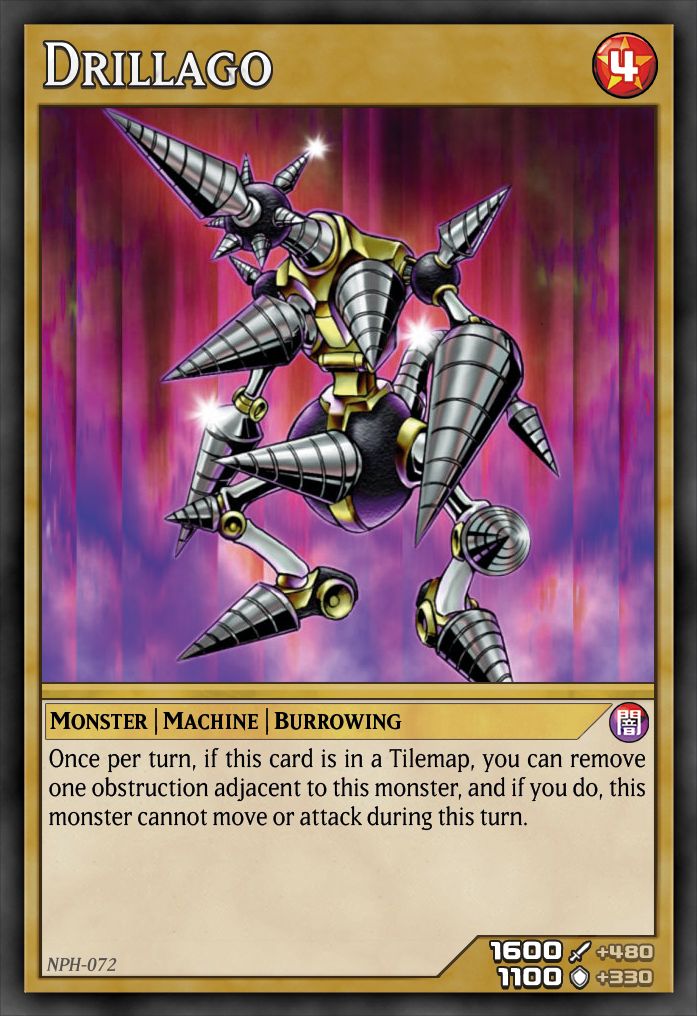 Drillago
4
Monster | Machine | Burrowing 闇
Once per turn, if this card is in a Tilemap, you can remove
one obstruction adjacent to this monster, and if you do, this
monster cannot move or attack during this turn.
1600 +480
NPH-072
1100 +330